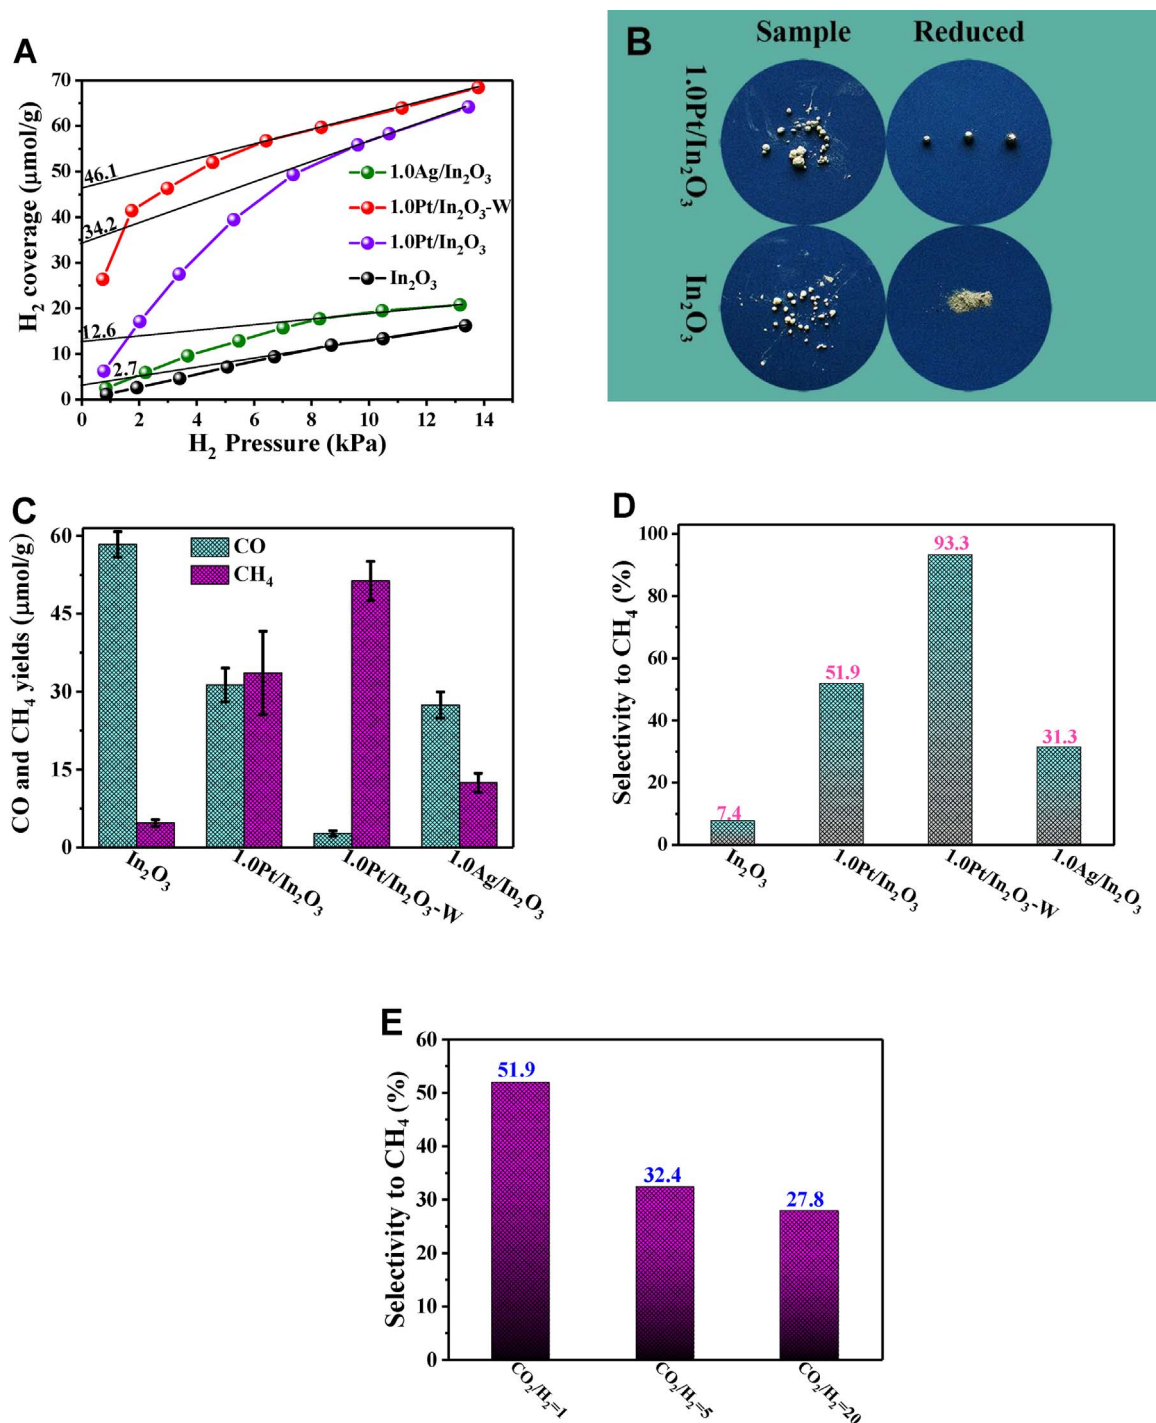 A
H₂ coverage (μmol/g)
70
60
50
40
30
20
10
0
46.1
34.2
12.6
2.7
1.0Ag/In₂O₃
1.0Pt/In₂O₃-W
1.0Pt/In₂O₃
In₂O₃
0 2 4 6 8 10 12 14
H₂ Pressure (kPa)
B
Sample Reduced
1.0Pt/In₂O₃
In₂O₃
C
CO and CH₄ yields (μmol/g)
60
45
30
15
0
CO
CH₄
In₂O₃
1.0Pt/In₂O₃
1.0Pt/In₂O₃-W
1.0Ag/In₂O₃
D
Selectivity to CH₄ (%)
100
80
60
40
20
0
7.4
51.9
93.3
31.3
In₂O₃
1.0Pt/In₂O₃
1.0Pt/In₂O₃-W
1.0Ag/In₂O₃
E
Selectivity to CH₄ (%)
60
50
40
30
20
10
0
51.9
32.4
27.8
CO₂/H₂=1
CO₂/H₂=5
CO₂/H₂=20